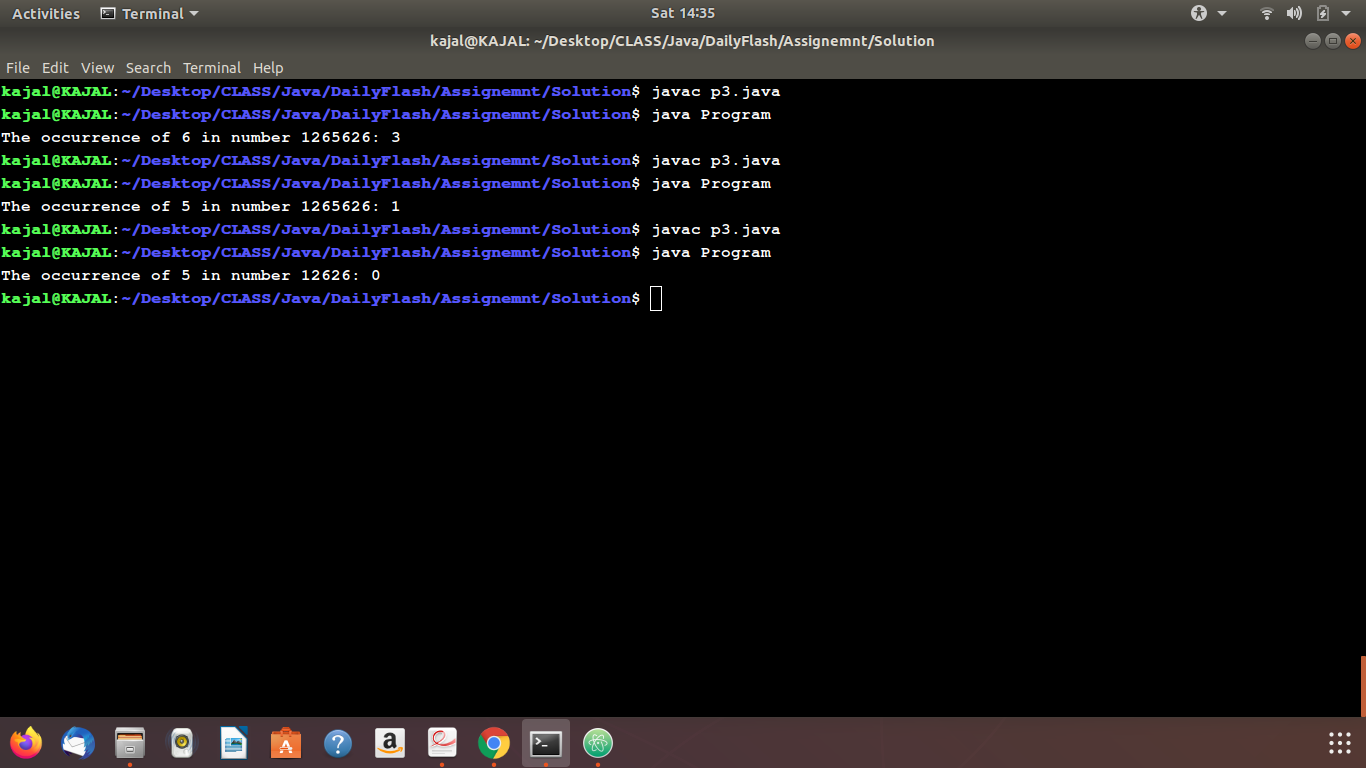 Activities Terminal Sat 14:35
kajal@KAJAL: ~/Desktop/CLASS/Java/DailyFlash/Assignemnt/Solution
File Edit View Search Terminal Help
kajal@KAJAL:~/Desktop/CLASS/Java/DailyFlash/Assignemnt/Solution$ javac p3.java
kajal@KAJAL:~/Desktop/CLASS/Java/DailyFlash/Assignemnt/Solution$ java Program
The occurrence of 6 in number 1265626: 3
kajal@KAJAL:~/Desktop/CLASS/Java/DailyFlash/Assignemnt/Solution$ javac p3.java
kajal@KAJAL:~/Desktop/CLASS/Java/DailyFlash/Assignemnt/Solution$ java Program
The occurrence of 5 in number 1265626: 1
kajal@KAJAL:~/Desktop/CLASS/Java/DailyFlash/Assignemnt/Solution$ javac p3.java
kajal@KAJAL:~/Desktop/CLASS/Java/DailyFlash/Assignemnt/Solution$ java Program
The occurrence of 5 in number 12626: 0
kajal@KAJAL:~/Desktop/CLASS/Java/DailyFlash/Assignemnt/Solution$